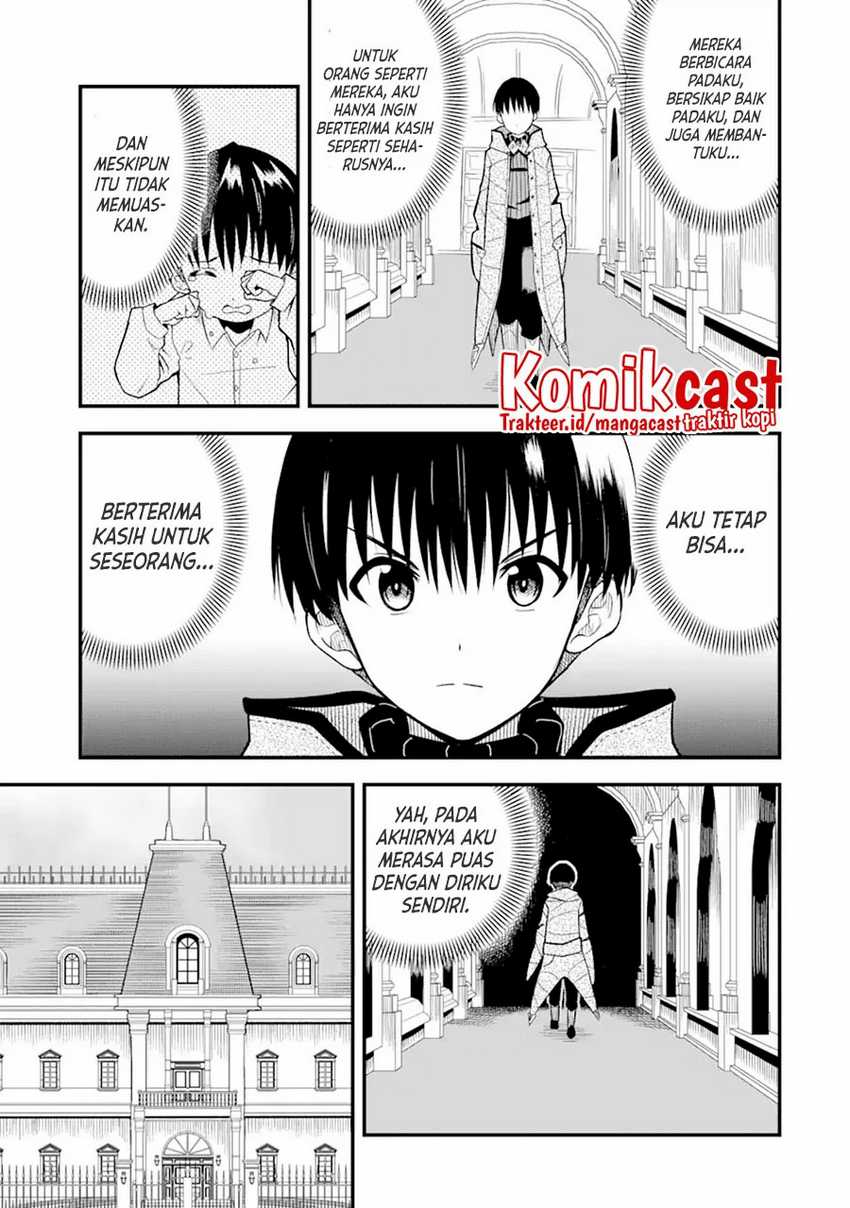 MEREKA
BERBICARA
PADAKU,
BERSIKAP BAIK
PADAKU, DAN
JUGA MEMBAN-
TUKU...
UNTUK
ORANG SEPERTI
MEREKA, AKU
HANYA INGIN
BERTERIMA KASIH
SEPERTI SEHA-
RUSNYA...
DAN
MESKIPUN
ITU TIDAK
MEMUAS-
KAN.
Komikcast
Trakteer.id/mangacast traktir kopi
AKU TETAP
BISA...
BERTERIMA
KASIH UNTUK
SESEORANG...
YAH, PADA
AKHIRNYA AKU
MERASA PUAS
DENGAN DIRIKU
SENDIRI.